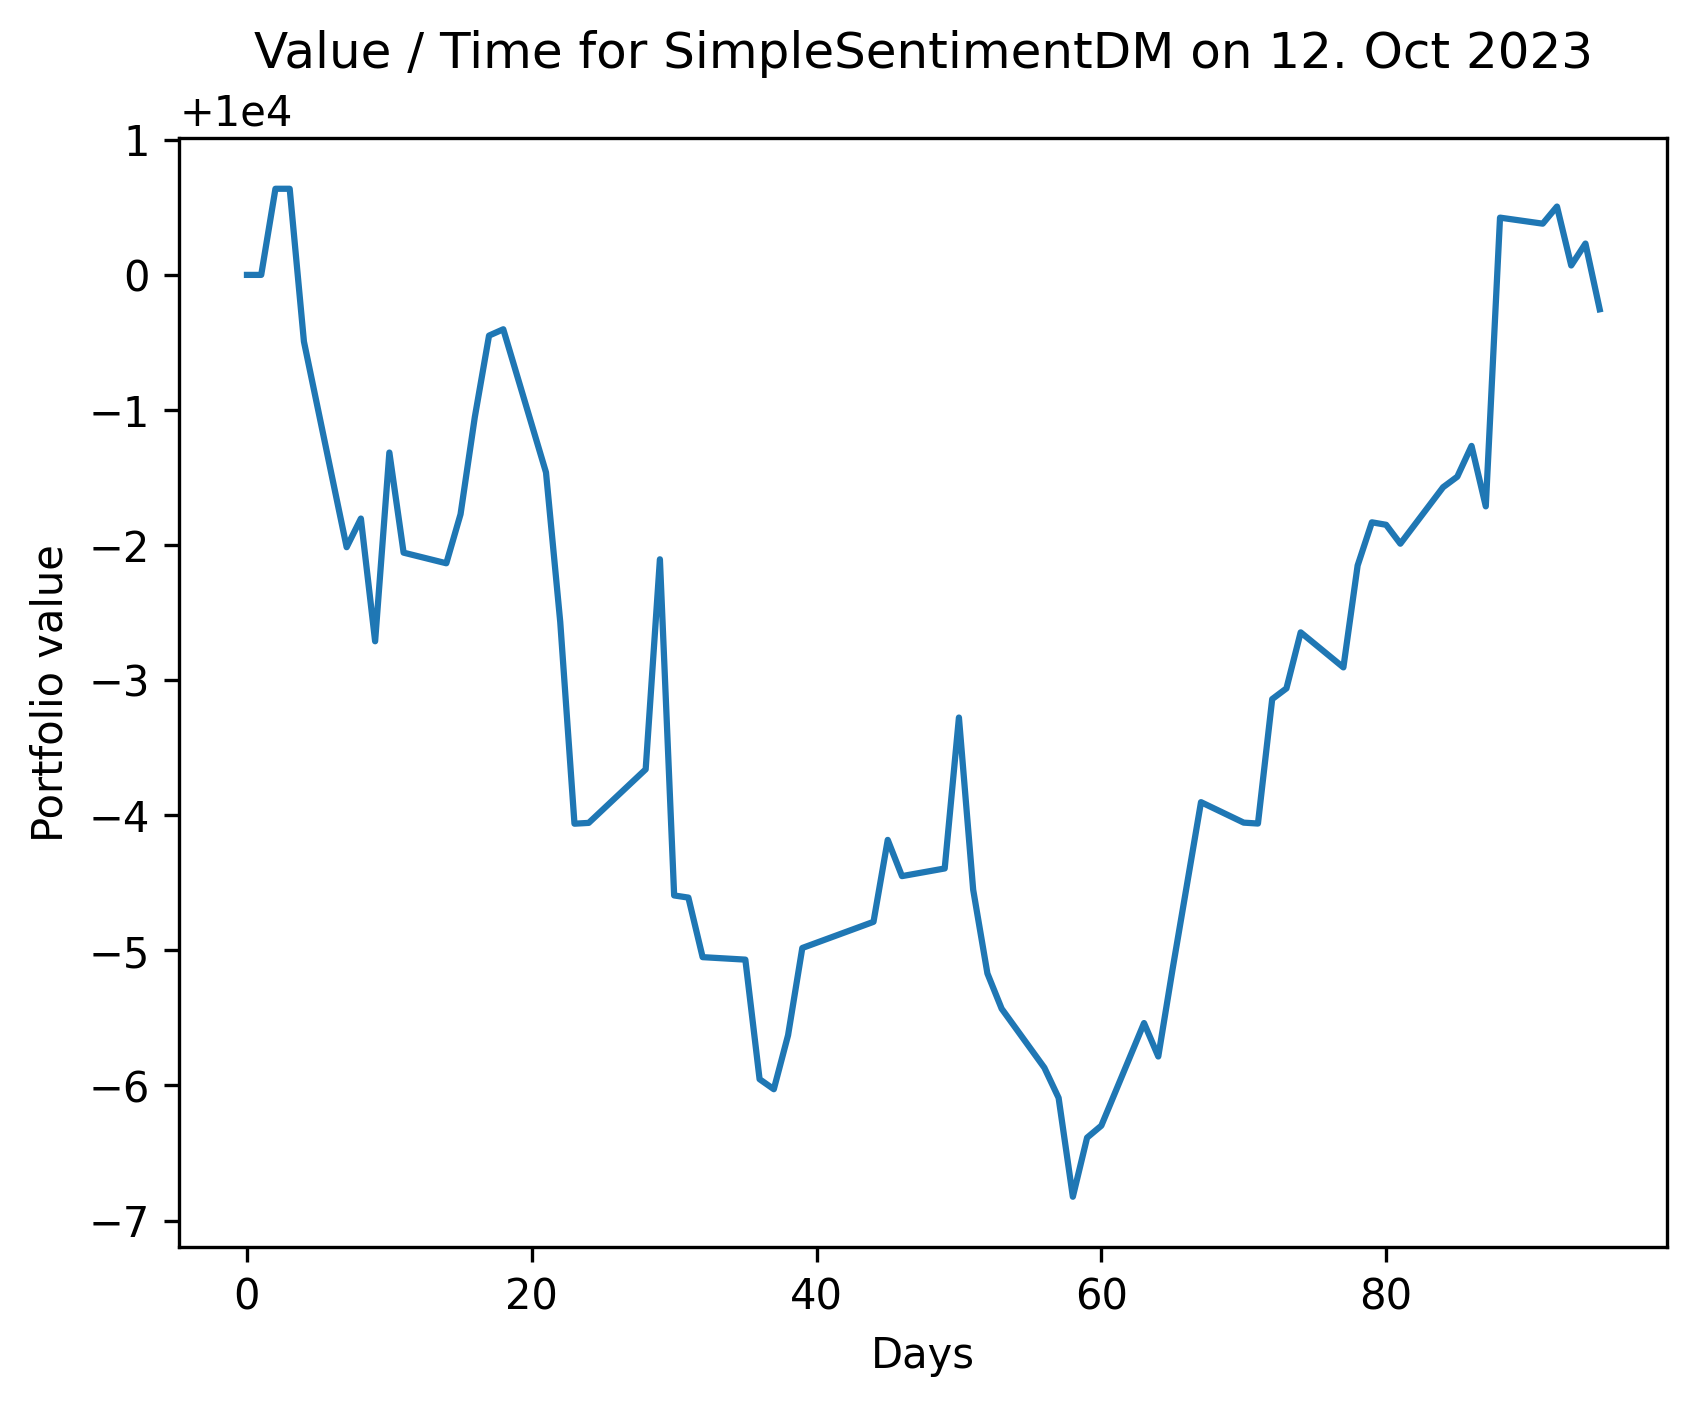 Value / Time for SimpleSentimentDM on 12. Oct 2023
+1e4
1
0
−1
−2
−3
−4
−5
−6
−7
Portfolio value
0 20 40 60 80
Days